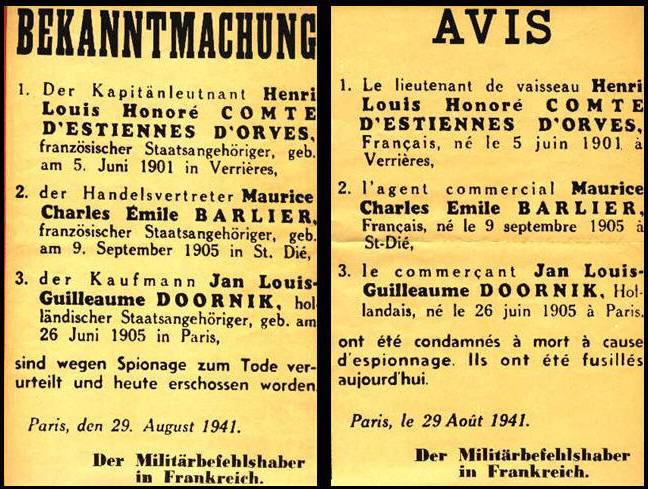 BEKANNTMACHUNG
1. Der Kapitänleutnant Henri
Louis Honoré COMTE
D'ESTIENNES D'ORVES,
französischer Staatsangehöriger, geb.
am 5. Juni 1901 in Verrières,
2. der Handelsvertreter Maurice
Charles Émile BARLIER,
französischer Staatsangehöriger, geb.
am 9. September 1905 in St. Dié,
3. der Kaufmann Jan Louis-
Guilleaume DOORNIK, hol-
ländischer Staatsangehöriger, geb. am
26 Juni 1905 in Paris,
sind wegen Spionage zum Tode ver-
urteilt und heute erschossen worden
Paris, den 29. August 1941.
Der Militärbefehlshaber
in Frankreich.
AVIS
1. Le lieutenant de vaisseau Henri
Louis Honoré COMTE
D'ESTIENNES D'ORVES,
Français, né le 5 juin 1901 à
Verrières,
2. l'agent commercial Maurice
Charles Emile BARLIER,
Français, né le 9 septembre 1905 à
St-Dié,
3. le commerçant Jan Louis-
Guilleaume DOORNIK, Hol-
landais, né le 26 juin 1905 à Paris.
ont été condamnés à mort à cause
d'espionnage. Ils ont été fusillés
aujourd'hui.
Paris, le 29 Août 1941.
Der Militärbefehlshaber
in Frankreich.